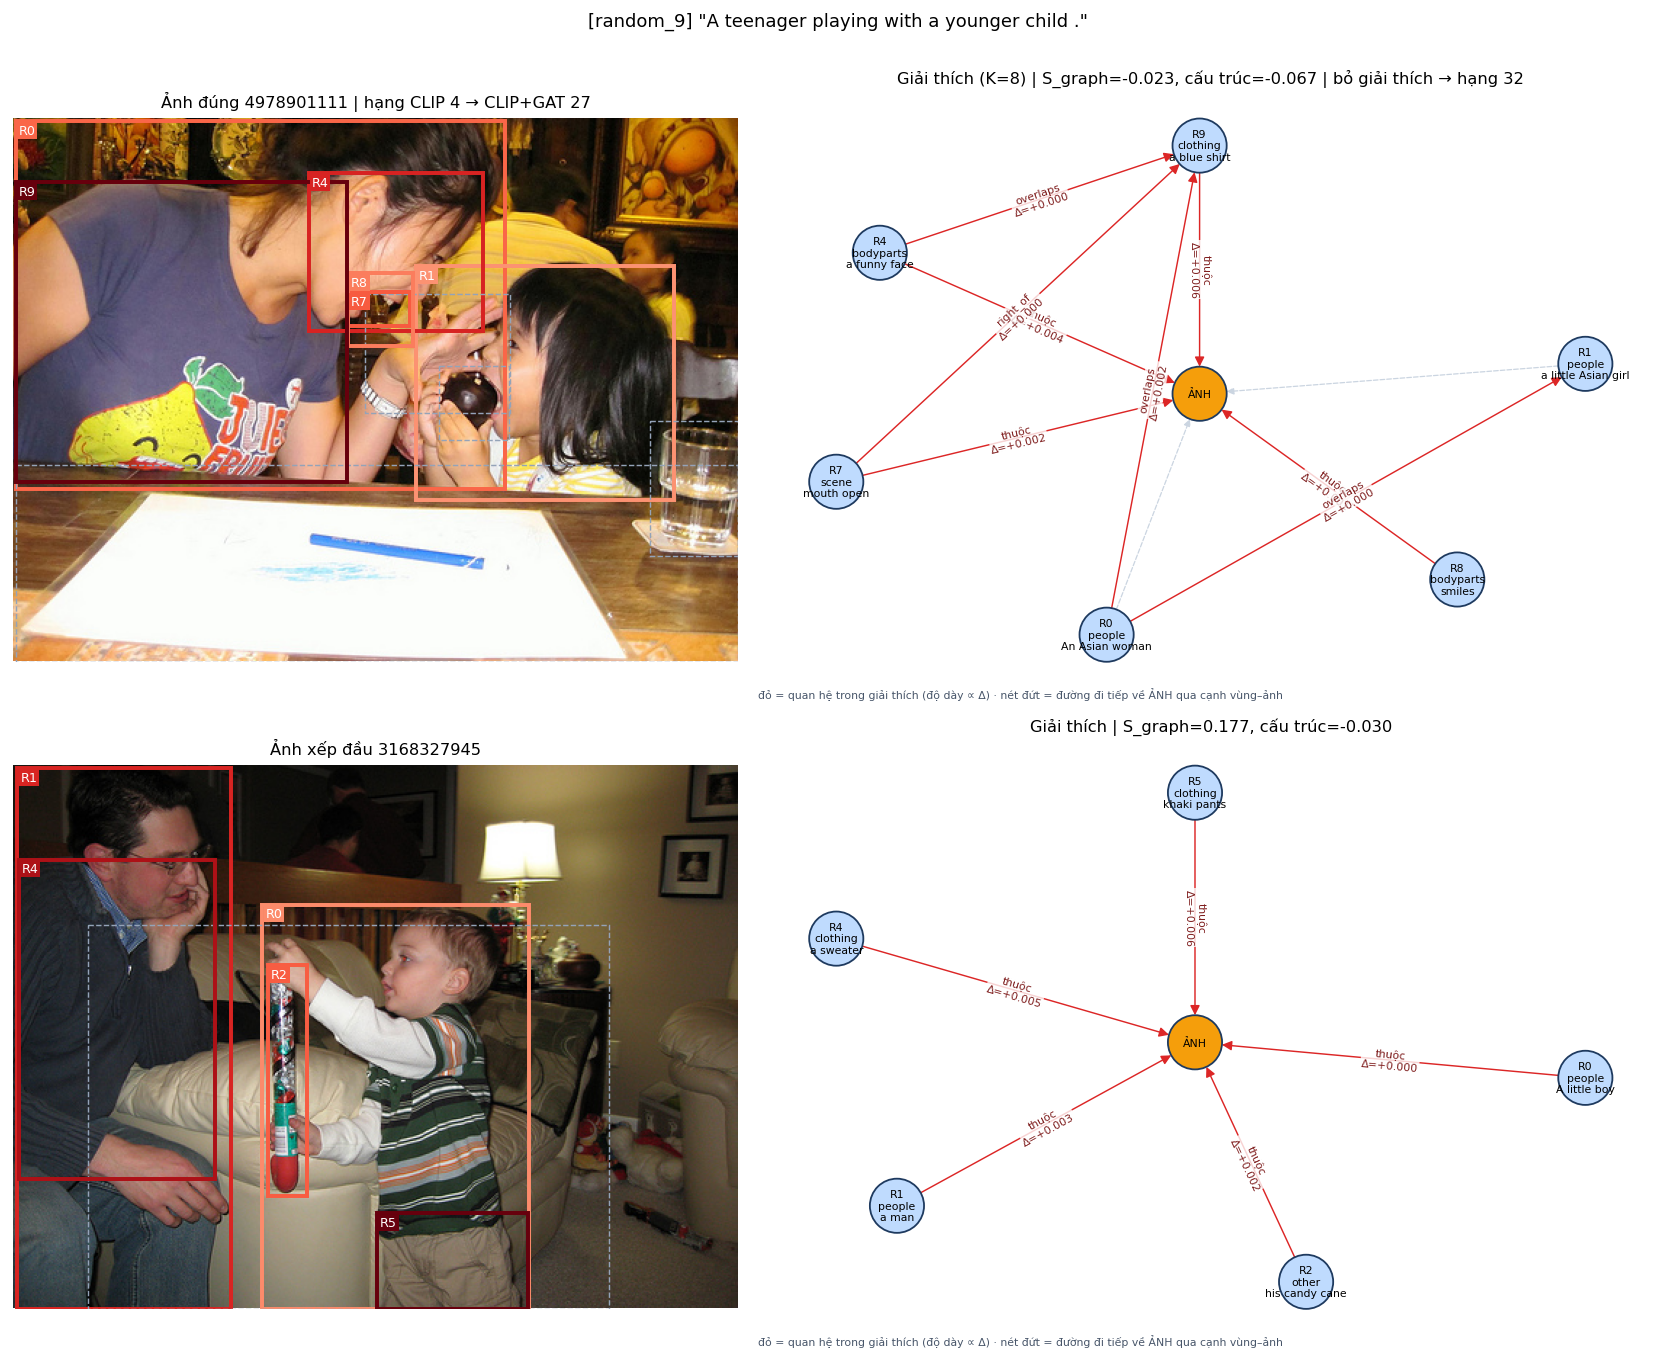 [random_9] "A teenager playing with a younger child ."
Ảnh đúng 4978901111 | hạng CLIP 4 → CLIP+GAT 27
R0
R9
R4
R8
R7
R1
Giải thích (K=8) | S_graph=-0.023, cấu trúc=-0.067 | bỏ giải thích → hạng 32
R9
clothing
a blue shirt
overlaps
Δ=+0.000
R4
bodyparts
a funny face
thuộc
Δ=+0.006
right_of
Δ=+0.000
+0.004
R1
people
a little Asian girl
overlaps
Δ=+0.002
ẢNH
thuộc
Δ=+0.002
R7
scene
mouth open
overlaps
Δ=+0.000
R8
bodyparts
smiles
R0
people
An Asian woman
đỏ = quan hệ trong giải thích (độ dày ∝ Δ) · nét đứt = đường đi tiếp về ẢNH qua cạnh vùng–ảnh
Ảnh xếp đầu 3168327945
R1
R4
R0
R2
R5
Giải thích | S_graph=0.177, cấu trúc=-0.030
R5
clothing
khaki pants
thuộc
Δ=+0.006
R4
clothing
a sweater
thuộc
Δ=+0.005
ẢNH
thuộc
Δ=+0.000
R0
people
A little boy
thuộc
Δ=+0.003
thuộc
Δ=+0.002
R1
people
a man
R2
other
his candy cane
đỏ = quan hệ trong giải thích (độ dày ∝ Δ) · nét đứt = đường đi tiếp về ẢNH qua cạnh vùng–ảnh